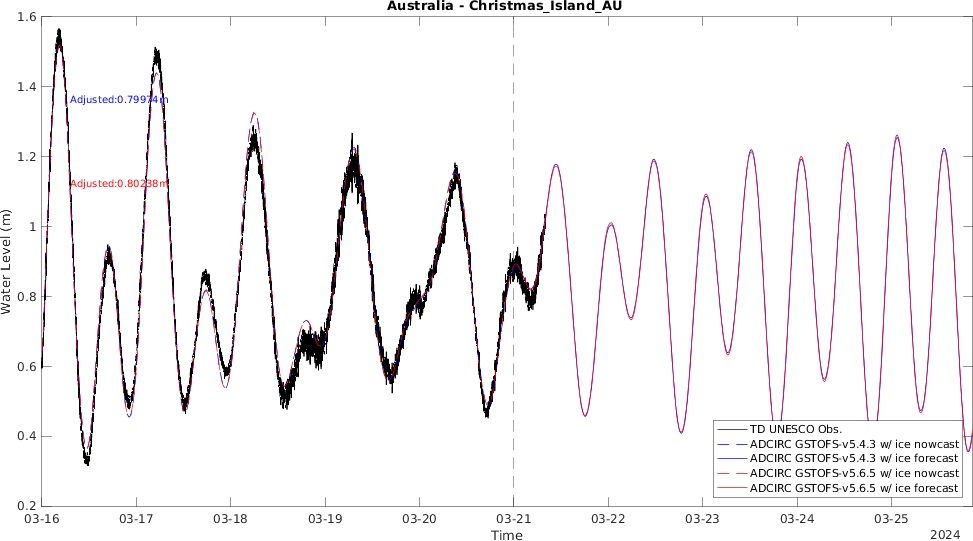 Australia - Christmas_Island_AU
1.6
1.4
1.2
1
0.8
0.6
0.4
0.2
Water Level (m)
Adjusted:0.79974m
Adjusted:0.80238m
TD UNESCO Obs.
ADCIRC GSTOFS-v5.4.3 w/ ice nowcast
ADCIRC GSTOFS-v5.4.3 w/ ice forecast
ADCIRC GSTOFS-v5.6.5 w/ ice nowcast
ADCIRC GSTOFS-v5.6.5 w/ ice forecast
03-16 03-17 03-18 03-19 03-20 03-21 03-22 03-23 03-24 03-25
Time
2024